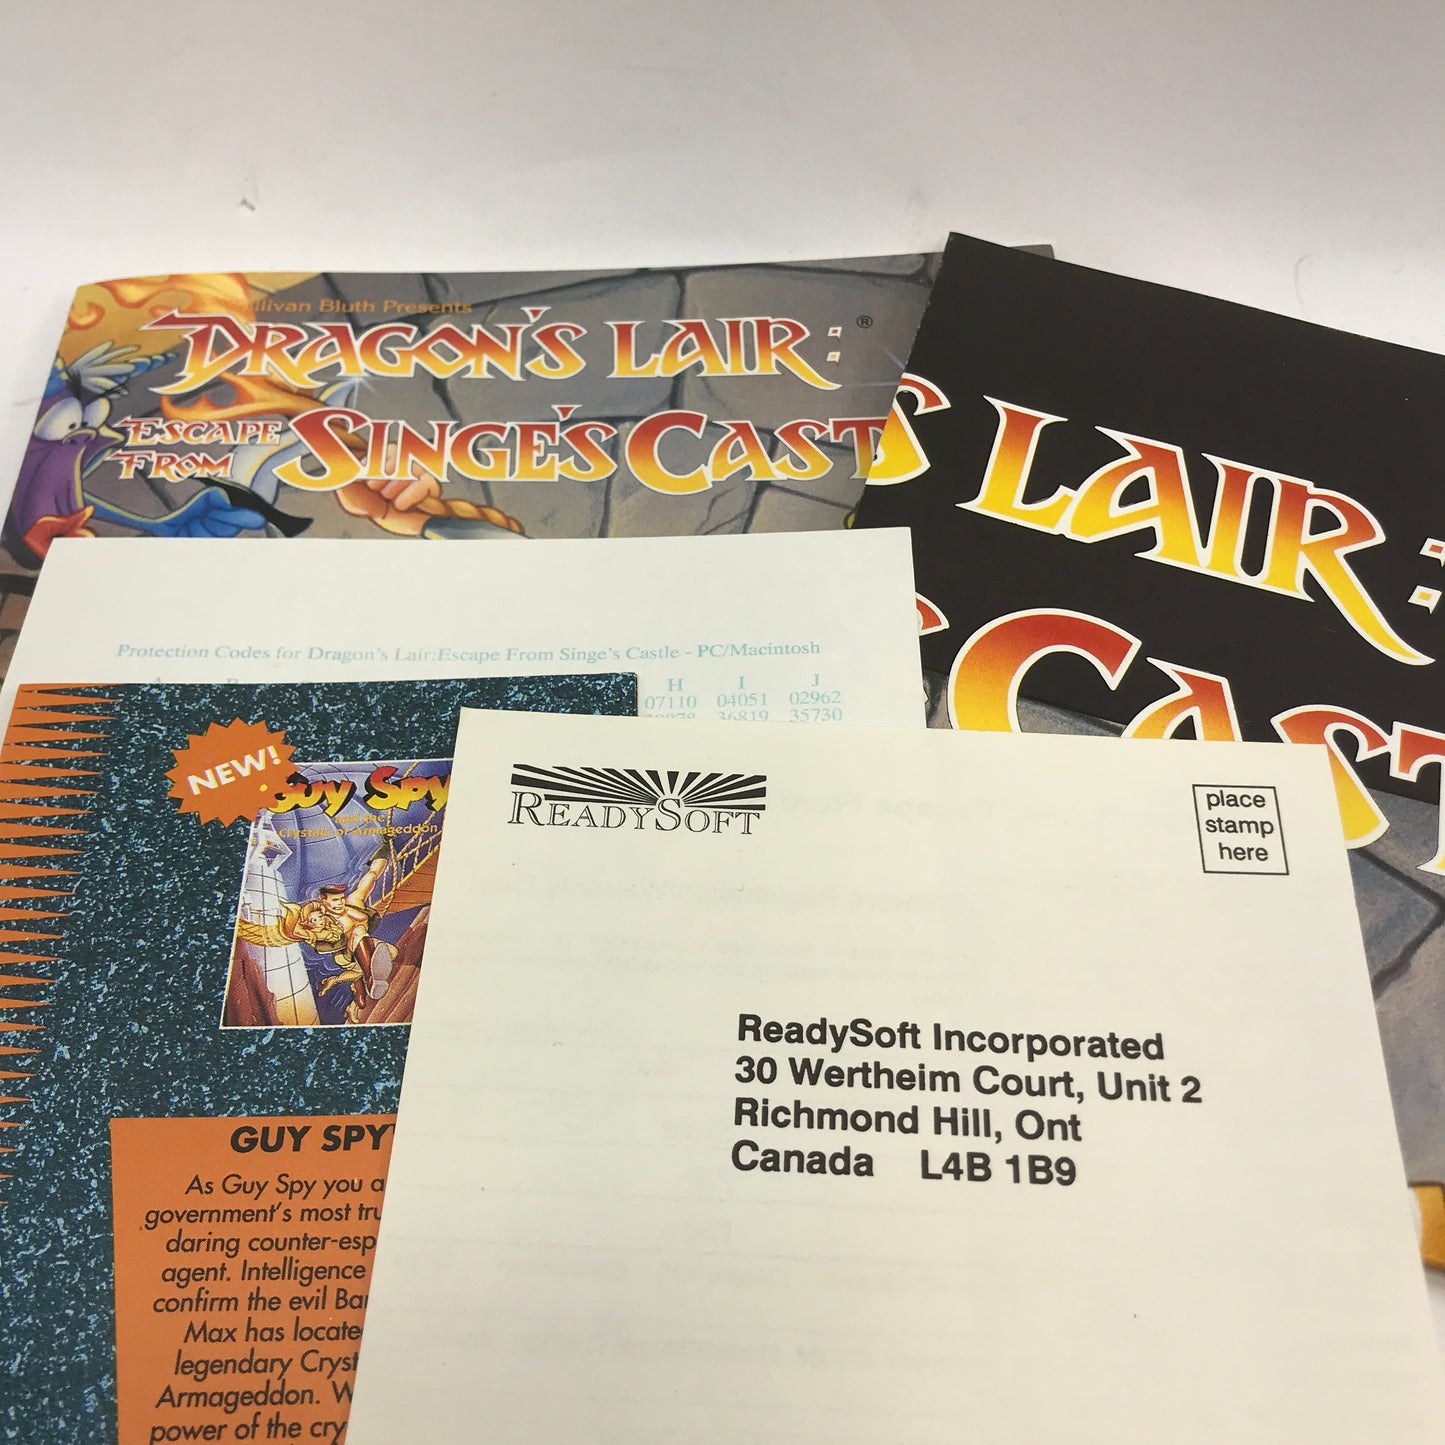 Sullivan Bluth Presents
DRAGON'S LAIR: ®
ESCAPE FROM SINGE'S CAST
S LAIR:
S CAST
Protection Codes for Dragon's Lair:Escape From Singe's Castle - PC/Macintosh
H I J
07110 04051 02962
36819 35730
NEW!
GUY SPY
and the
Crystals of Armageddon
GUY SPY
As Guy Spy you a
government's most tru
daring counter-esp
agent. Intelligence
confirm the evil Bar
Max has locate
legendary Cryst
Armageddon. W
power of the cry
READYSOFT
place
stamp
here
ReadySoft Incorporated
30 Wertheim Court, Unit 2
Richmond Hill, Ont
Canada L4B 1B9